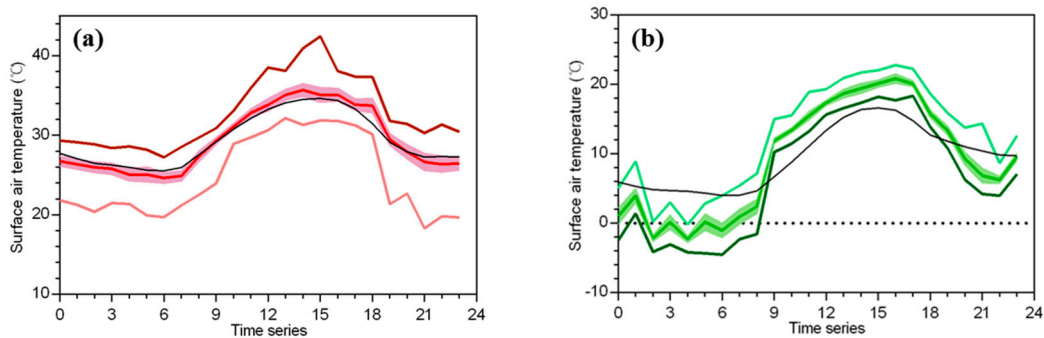 (a)
Surface air temperature (℃)
40
30
20
10
0 3 6 9 12 15 18 21 24
Time series
(b)
Surface air temperature (℃)
30
20
10
0
-10
0 3 6 9 12 15 18 21 24
Time series